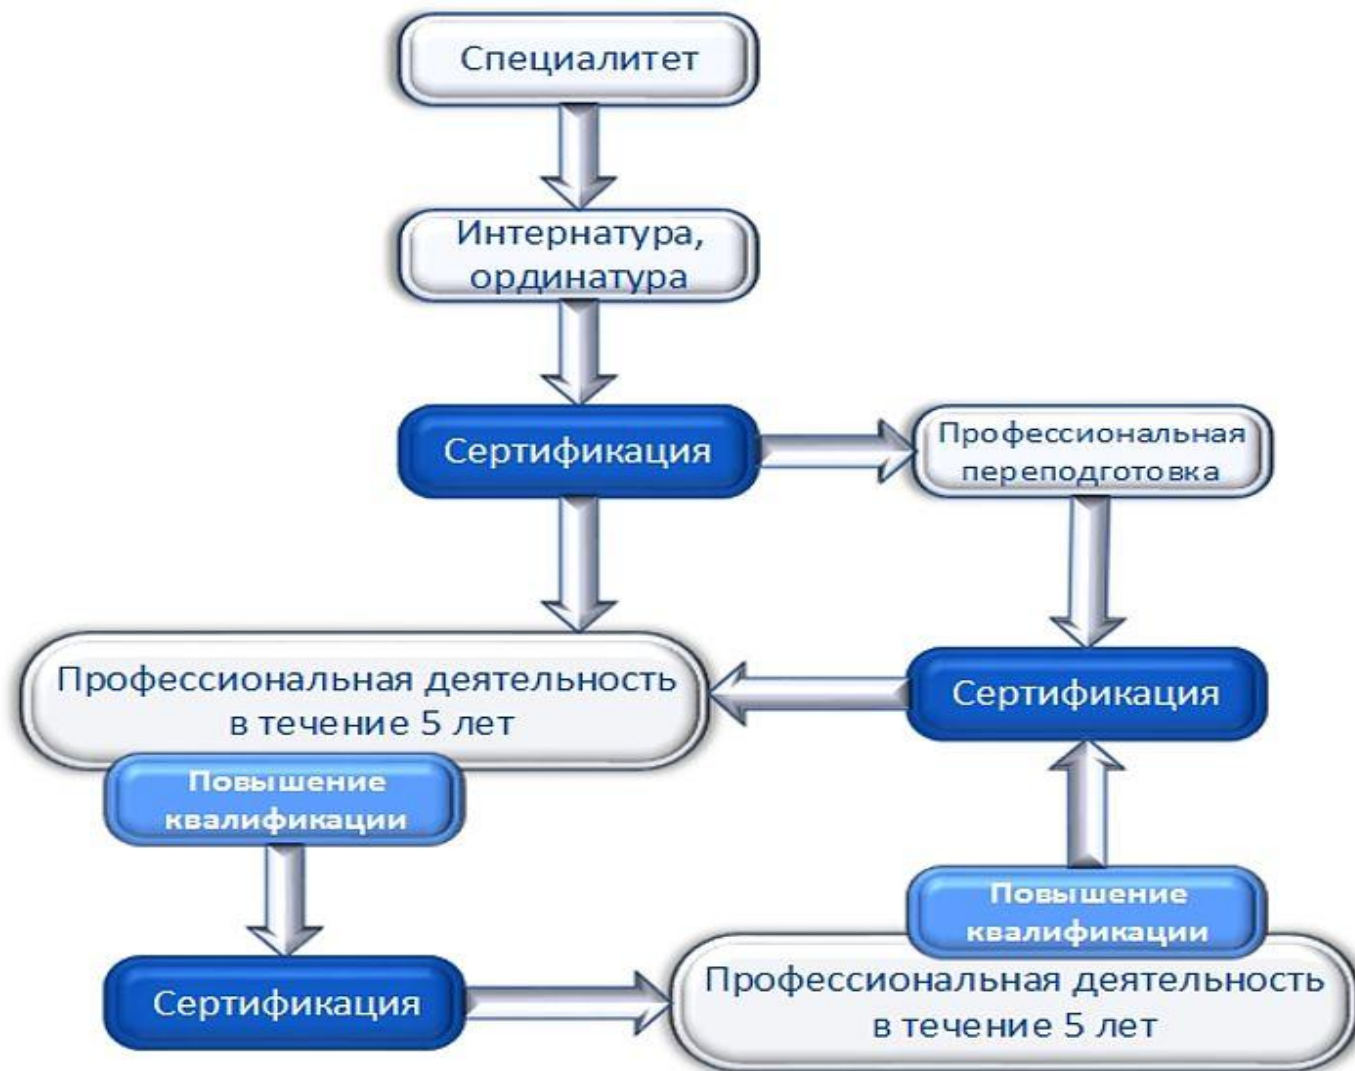 Специалитет
Интернатура,
ординатура
Сертификация
Профессиональная
переподготовка
Профессиональная деятельность
в течение 5 лет
Сертификация
Повышение
квалификации
Повышение
квалификации
Сертификация
Профессиональная деятельность
в течение 5 лет